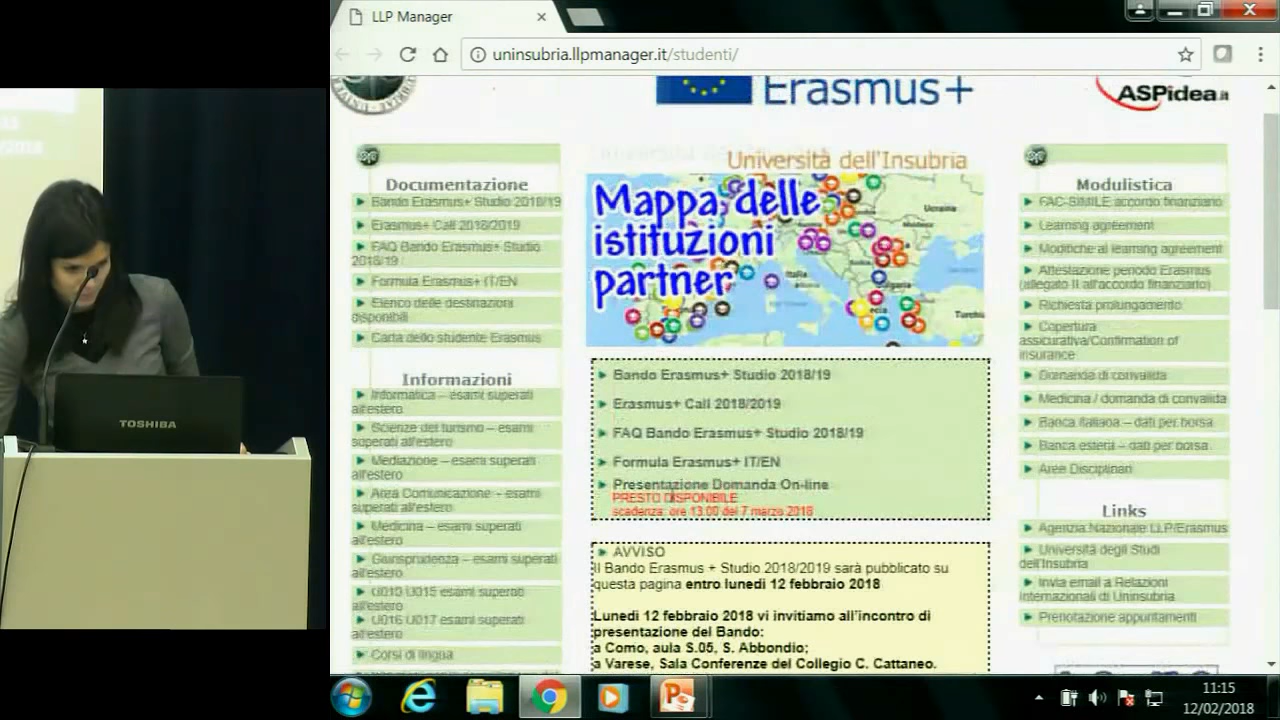 LLP Manager
uninsubria.llpmanager.it/studenti/
Erasmus+
ASPidea.it
Università dell'Insubria
Mappa delle
istituzioni
partner
Ucraina
Italia
Bulgaria
Turchia
Documentazione
Bando Erasmus+ Studio 2018/19
Erasmus+ Call 2018/2019
FAQ Bando Erasmus+ Studio
2018/19
Formula Erasmus+ IT/EN
Elenco delle destinazioni
disponibili
Carta dello studente Erasmus
Informazioni
Informatica – esami superati
all'estero
Scienze del turismo – esami
superati all'estero
Mediazione – esami superati
all'estero
Area Comunicazione – esami
superati all'estero
Medicina – esami superati
all'estero
Giurisprudenza – esami superati
all'estero
U010 U015 esami superati
all'estero
U016 U017 esami superati
all'estero
Corsi di lingua
Bando Erasmus+ Studio 2018/19
Erasmus+ Call 2018/2019
FAQ Bando Erasmus+ Studio 2018/19
Formula Erasmus+ IT/EN
Presentazione Domanda On-line
PRESTO DISPONIBILE
scadenza: ore 13.00 del 7 marzo 2018
AVVISO
Il Bando Erasmus + Studio 2018/2019 sarà pubblicato su
questa pagina entro lunedì 12 febbraio 2018
Lunedì 12 febbraio 2018 vi invitiamo all'incontro di
presentazione del Bando:
a Como, aula S.05, S. Abbondio;
a Varese, Sala Conferenze del Collegio C. Cattaneo.
Modulistica
FAC-SIMILE accordo finanziario
Learning agreement
Modifiche al learning agreement
Attestazione periodo Erasmus
(allegato II all'accordo finanziario)
Richiesta prolungamento
Copertura
assicurativa/Confirmation of
insurance
Domanda di convalida
Medicina / domanda di convalida
Banca italiana – dati per borsa
Banca estera – dati per borsa
Aree Disciplinari
Links
Agenzia Nazionale LLP/Erasmus
Università degli Studi
dell'Insubria
Invia email a Relazioni
Internazionali di Uninsubria
Prenotazione appuntamenti
TOSHIBA
11:15
12/02/2018